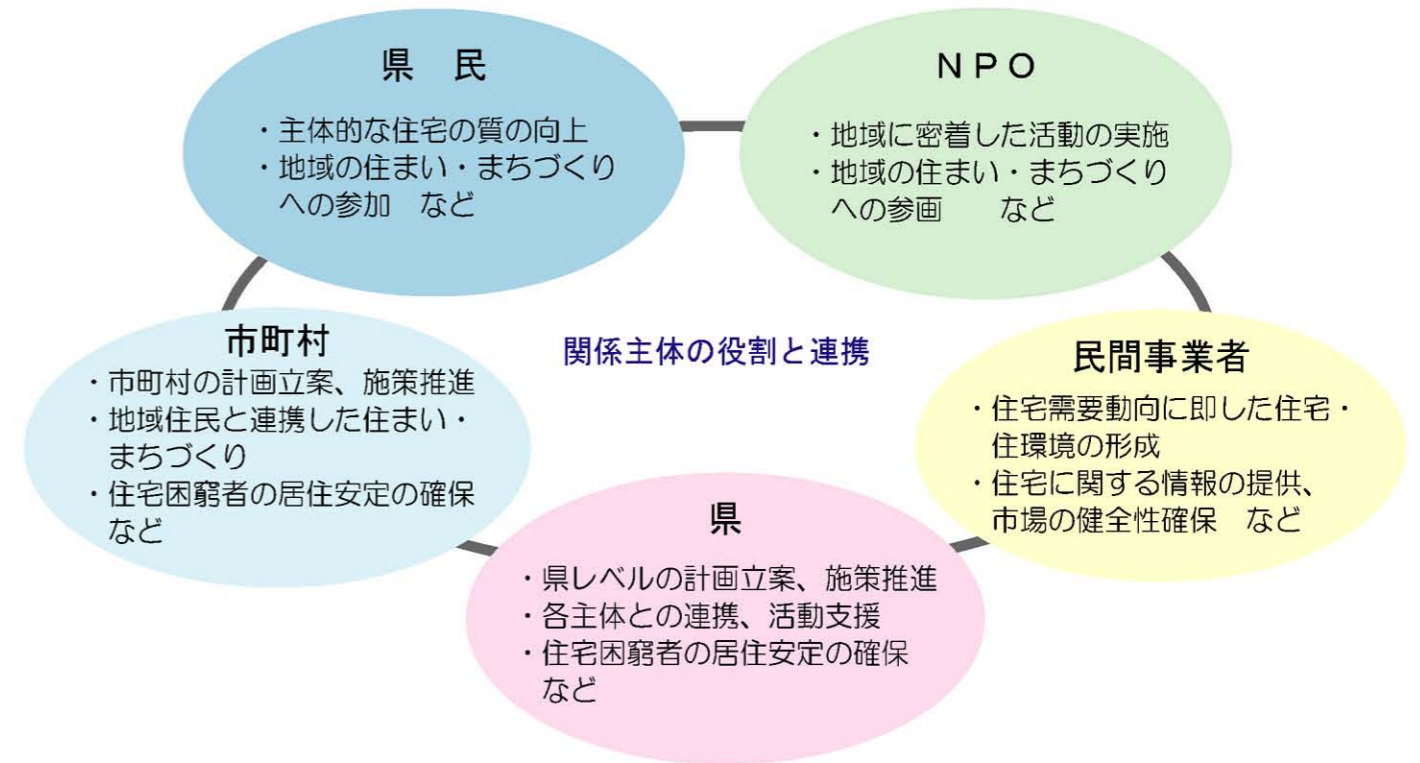 県　民
・主体的な住宅の質の向上
・地域の住まい・まちづくり
への参加　など
ＮＰＯ
・地域に密着した活動の実施
・地域の住まい・まちづくり
への参画　　など
市町村
・市町村の計画立案、施策推進
・地域住民と連携した住まい・
まちづくり
・住宅困窮者の居住安定の確保
など
関係主体の役割と連携
民間事業者
・住宅需要動向に即した住宅・
住環境の形成
・住宅に関する情報の提供、
市場の健全性確保　など
県
・県レベルの計画立案、施策推進
・各主体との連携、活動支援
・住宅困窮者の居住安定の確保
など